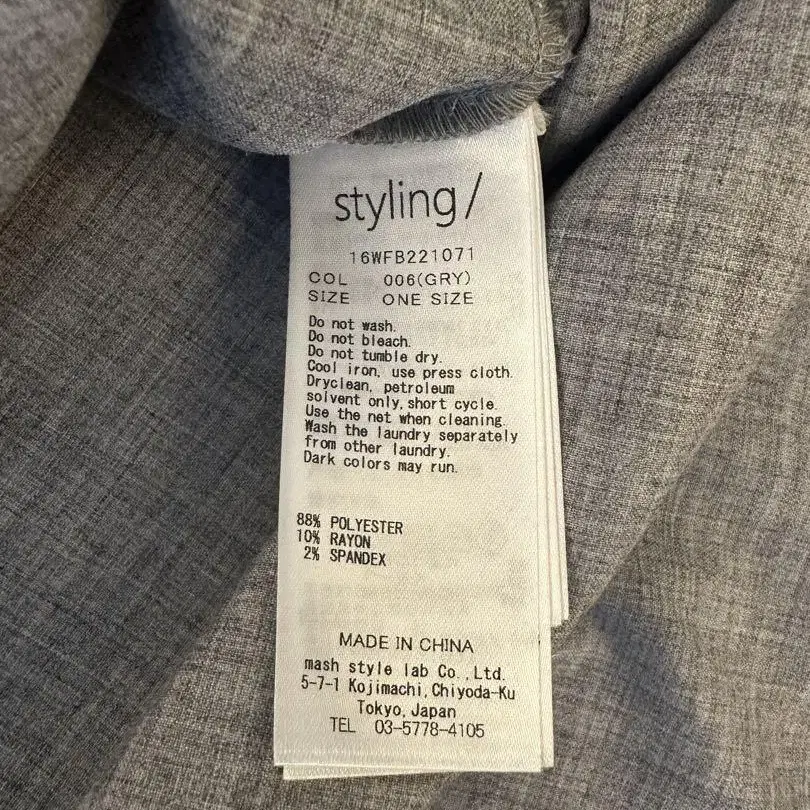 styling/
16WFB221071
COL 006(GRY)
SIZE ONE SIZE
Do not wash.
Do not bleach.
Do not tumble dry.
Cool iron, use press cloth.
Dryclean, petroleum
solvent only, short cycle.
Use the net when cleaning.
Wash the laundry separately
from other laundry.
Dark colors may run.
88% POLYESTER
10% RAYON
2% SPANDEX
MADE IN CHINA
mash style lab Co.,Ltd.
5-7-1 Kojimachi,Chiyoda-Ku
Tokyo,Japan
TEL 03-5778-4105